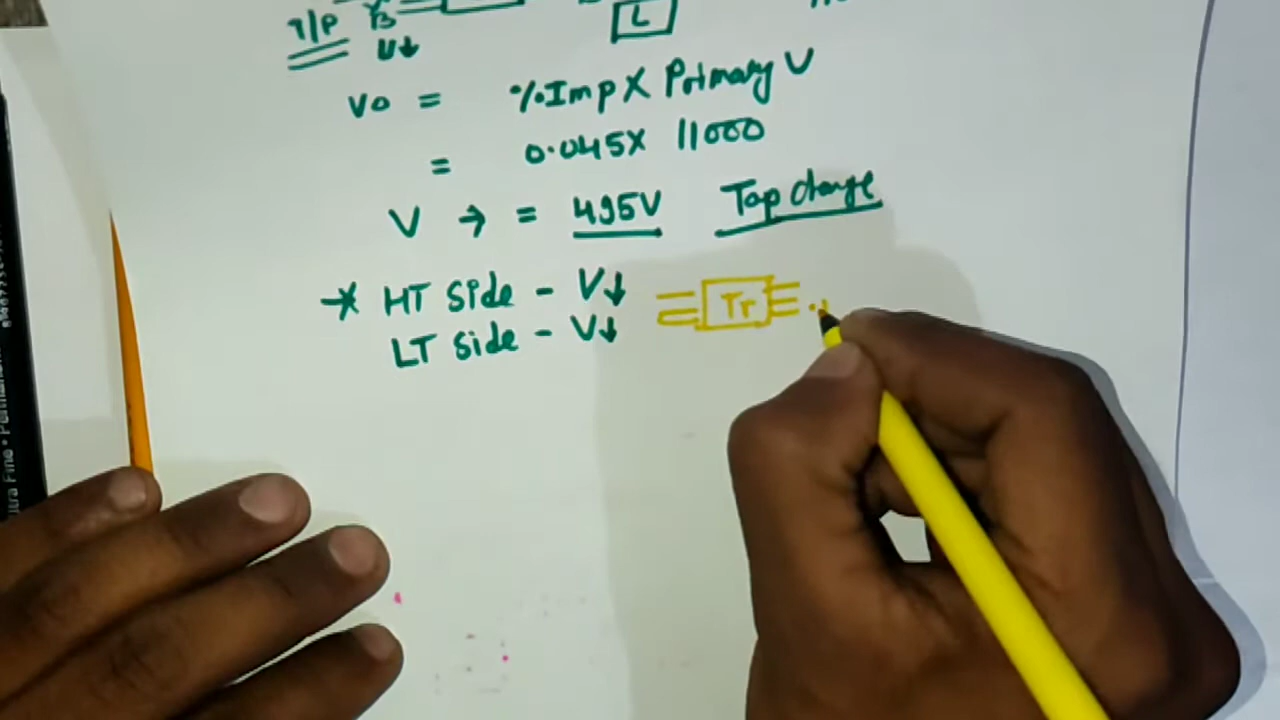 I/P
V↓
L
Vo = %Imp X Primary V
= 0.045X 11000
V → = 495V Tap change
* HT Side - V↓ Tr
LT Side - V↓